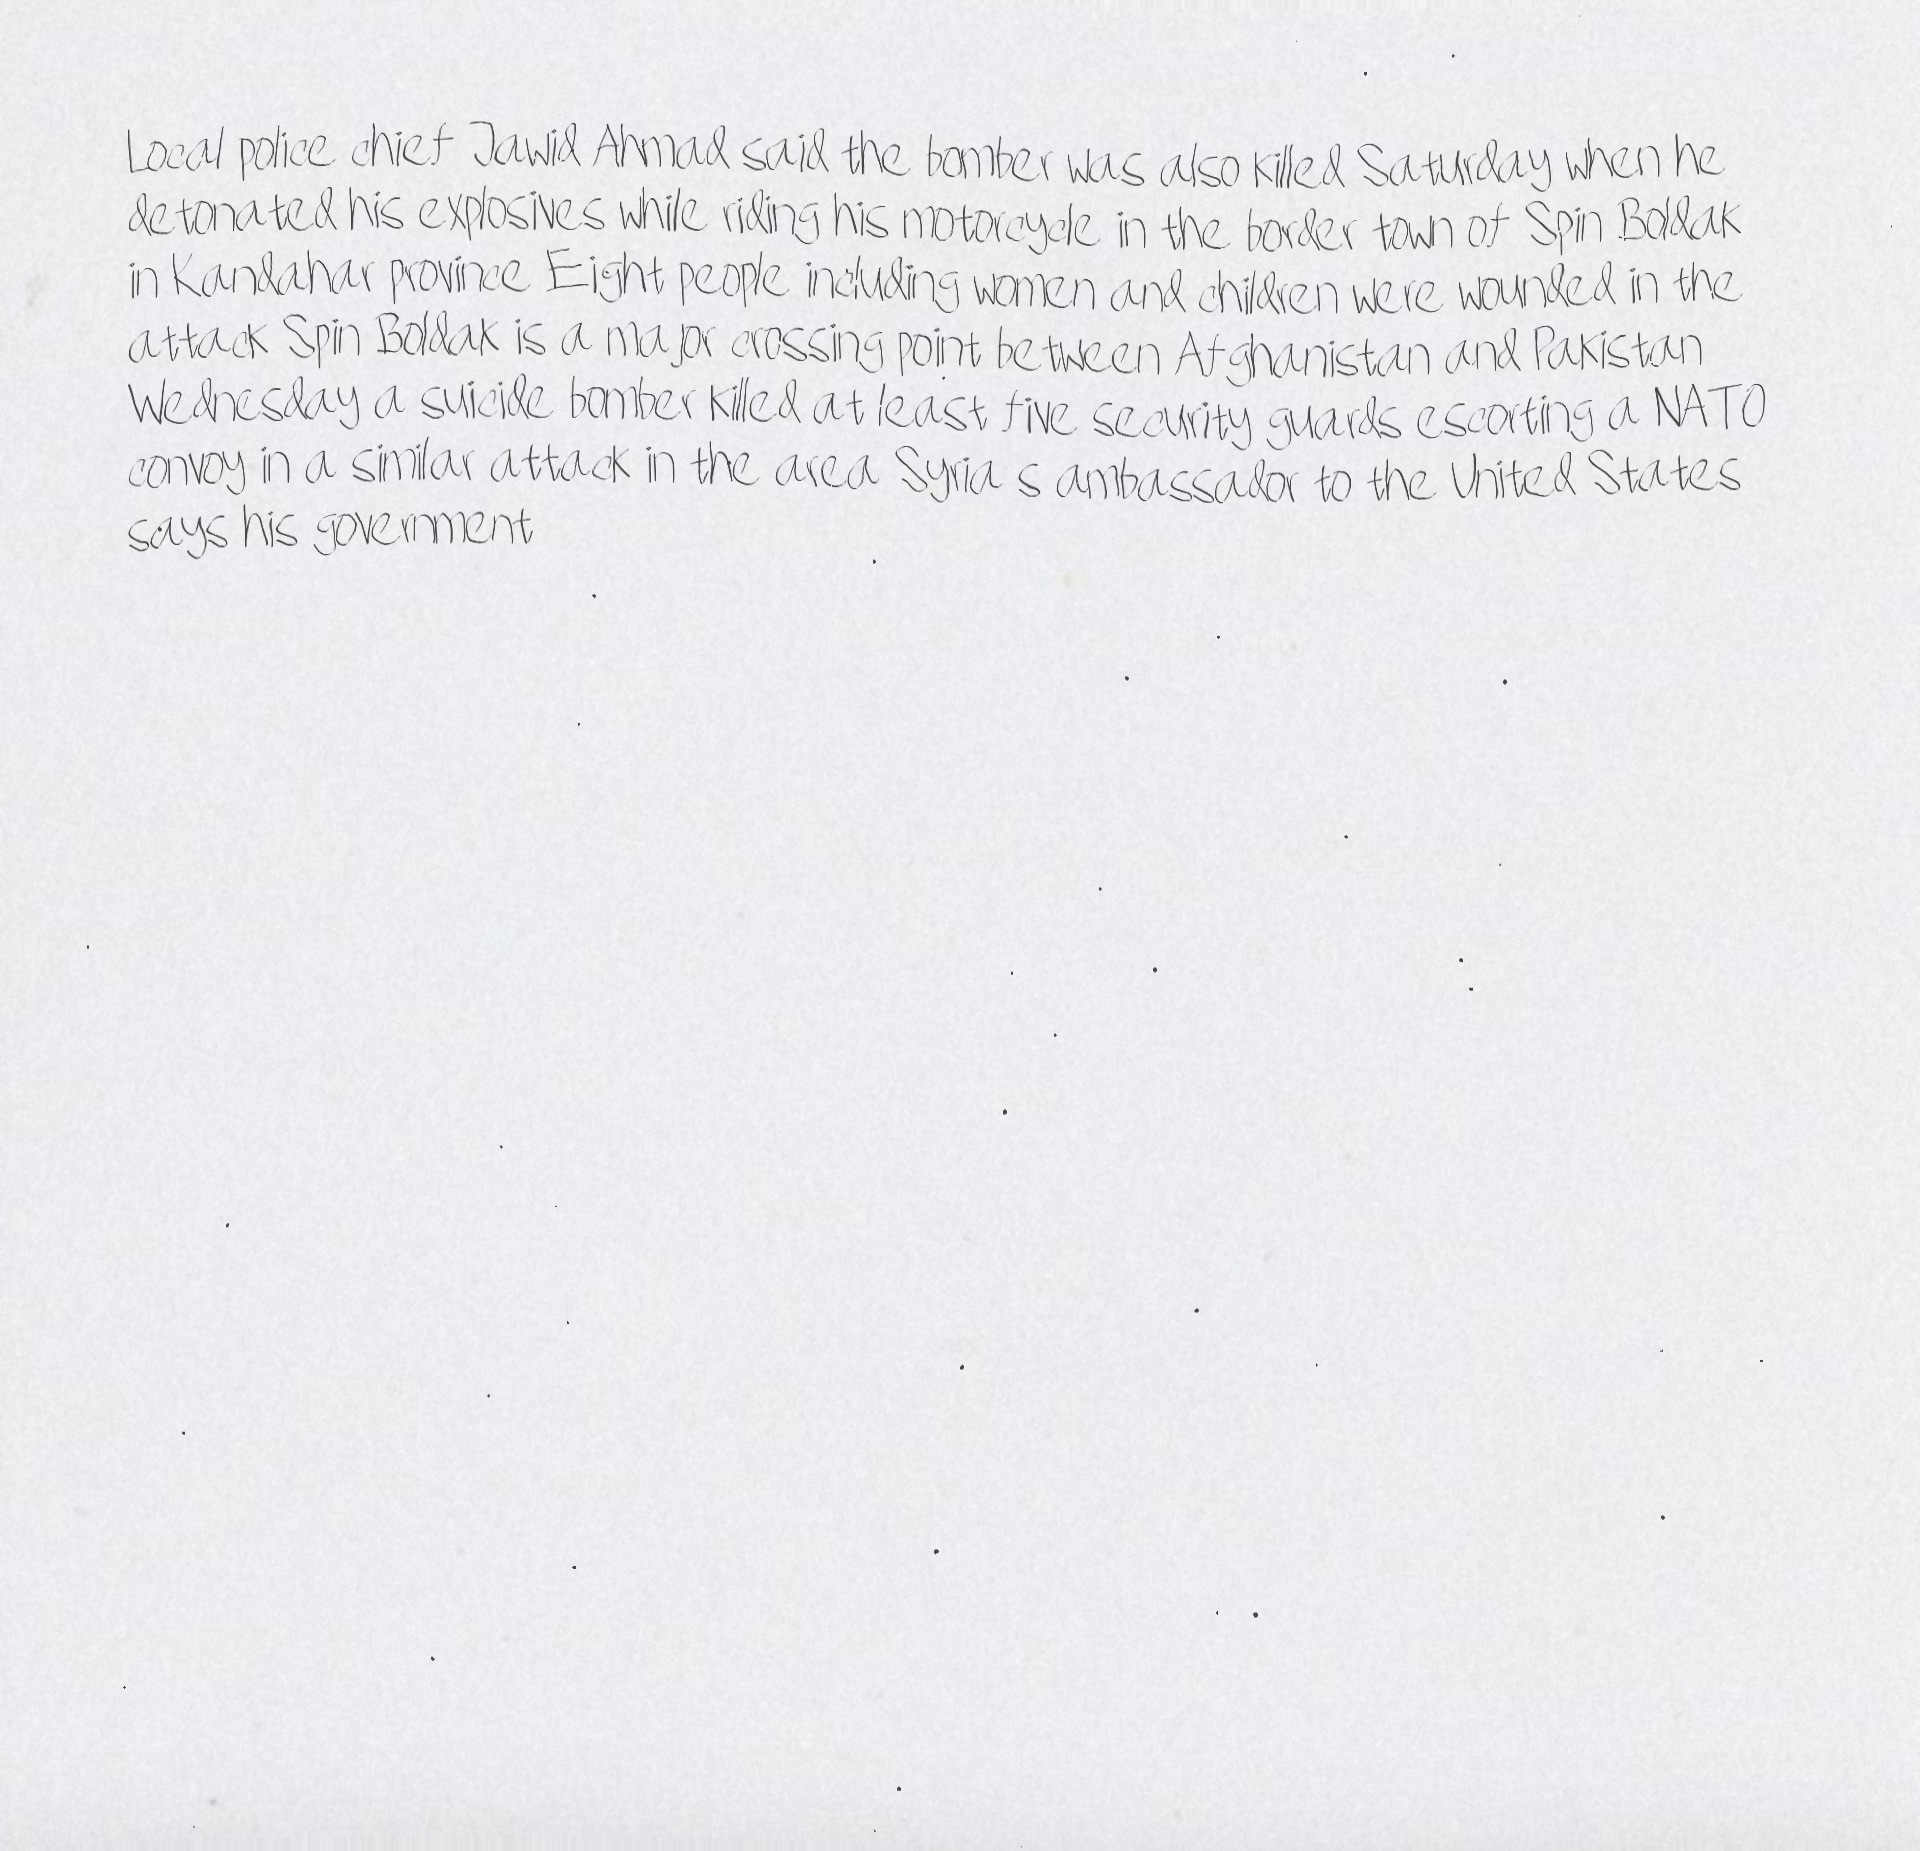 Local police chief Jawid Ahmad said the bomber was also killed Saturday when he
detonated his explosives while riding his motorcycle in the border town of Spin Boldak
in Kandahar province Eight people including women and children were wounded in the
attack Spin Boldak is a major crossing point between Afghanistan and Pakistan
Wednesday a suicide bomber killed at least five security guards escorting a NATO
convoy in a similar attack in the area Syria s ambassador to the United States
says his government